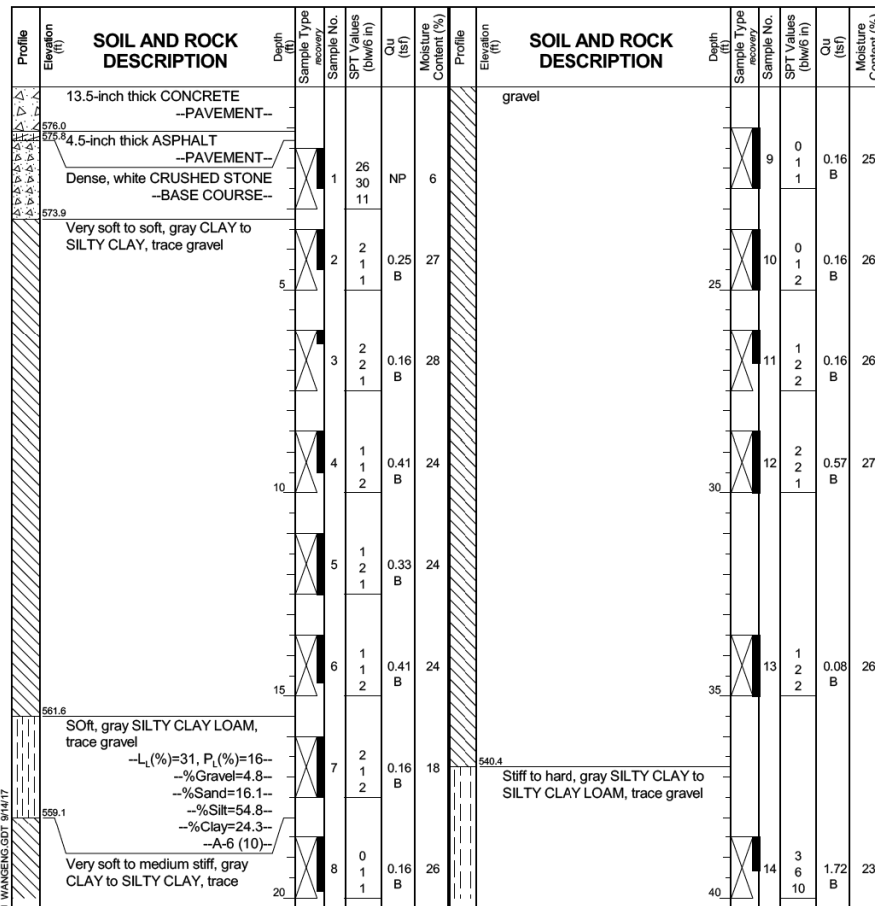 Profile
Elevation (ft)
SOIL AND ROCK DESCRIPTION
Depth (ft)
Sample Type
recovery
Sample No.
SPT Values (blw/6 in)
Qu (tsf)
Moisture Content (%)
13.5-inch thick CONCRETE
--PAVEMENT--
576.0
575.8
4.5-inch thick ASPHALT
--PAVEMENT--
Dense, white CRUSHED STONE
--BASE COURSE--
1
26
30
11
NP
6
573.9
Very soft to soft, gray CLAY to
SILTY CLAY, trace gravel
2
2
1
1
0.25
B
27
5
3
2
2
1
0.16
B
28
4
1
1
2
0.41
B
24
10
5
1
2
1
0.33
B
24
6
1
1
2
0.41
B
24
15
561.6
SOft, gray SILTY CLAY LOAM,
trace gravel
--LL(%)=31, PL(%)=16--
--%Gravel=4.8--
--%Sand=16.1--
--%Silt=54.8--
--%Clay=24.3--
--A-6 (10)--
7
2
1
2
0.16
B
18
559.1
Very soft to medium stiff, gray
CLAY to SILTY CLAY, trace
8
0
1
1
0.16
B
26
20
WANGENG.GDT 9/14/17
Profile
Elevation (ft)
SOIL AND ROCK DESCRIPTION
Depth (ft)
Sample Type
recovery
Sample No.
SPT Values (blw/6 in)
Qu (tsf)
Moisture Content (%)
gravel
9
0
1
1
0.16
B
25
10
0
1
2
0.16
B
26
25
11
1
2
2
0.16
B
26
12
2
2
1
0.57
B
27
30
13
1
2
2
0.08
B
26
35
540.4
Stiff to hard, gray SILTY CLAY to
SILTY CLAY LOAM, trace gravel
14
3
6
10
1.72
B
23
40